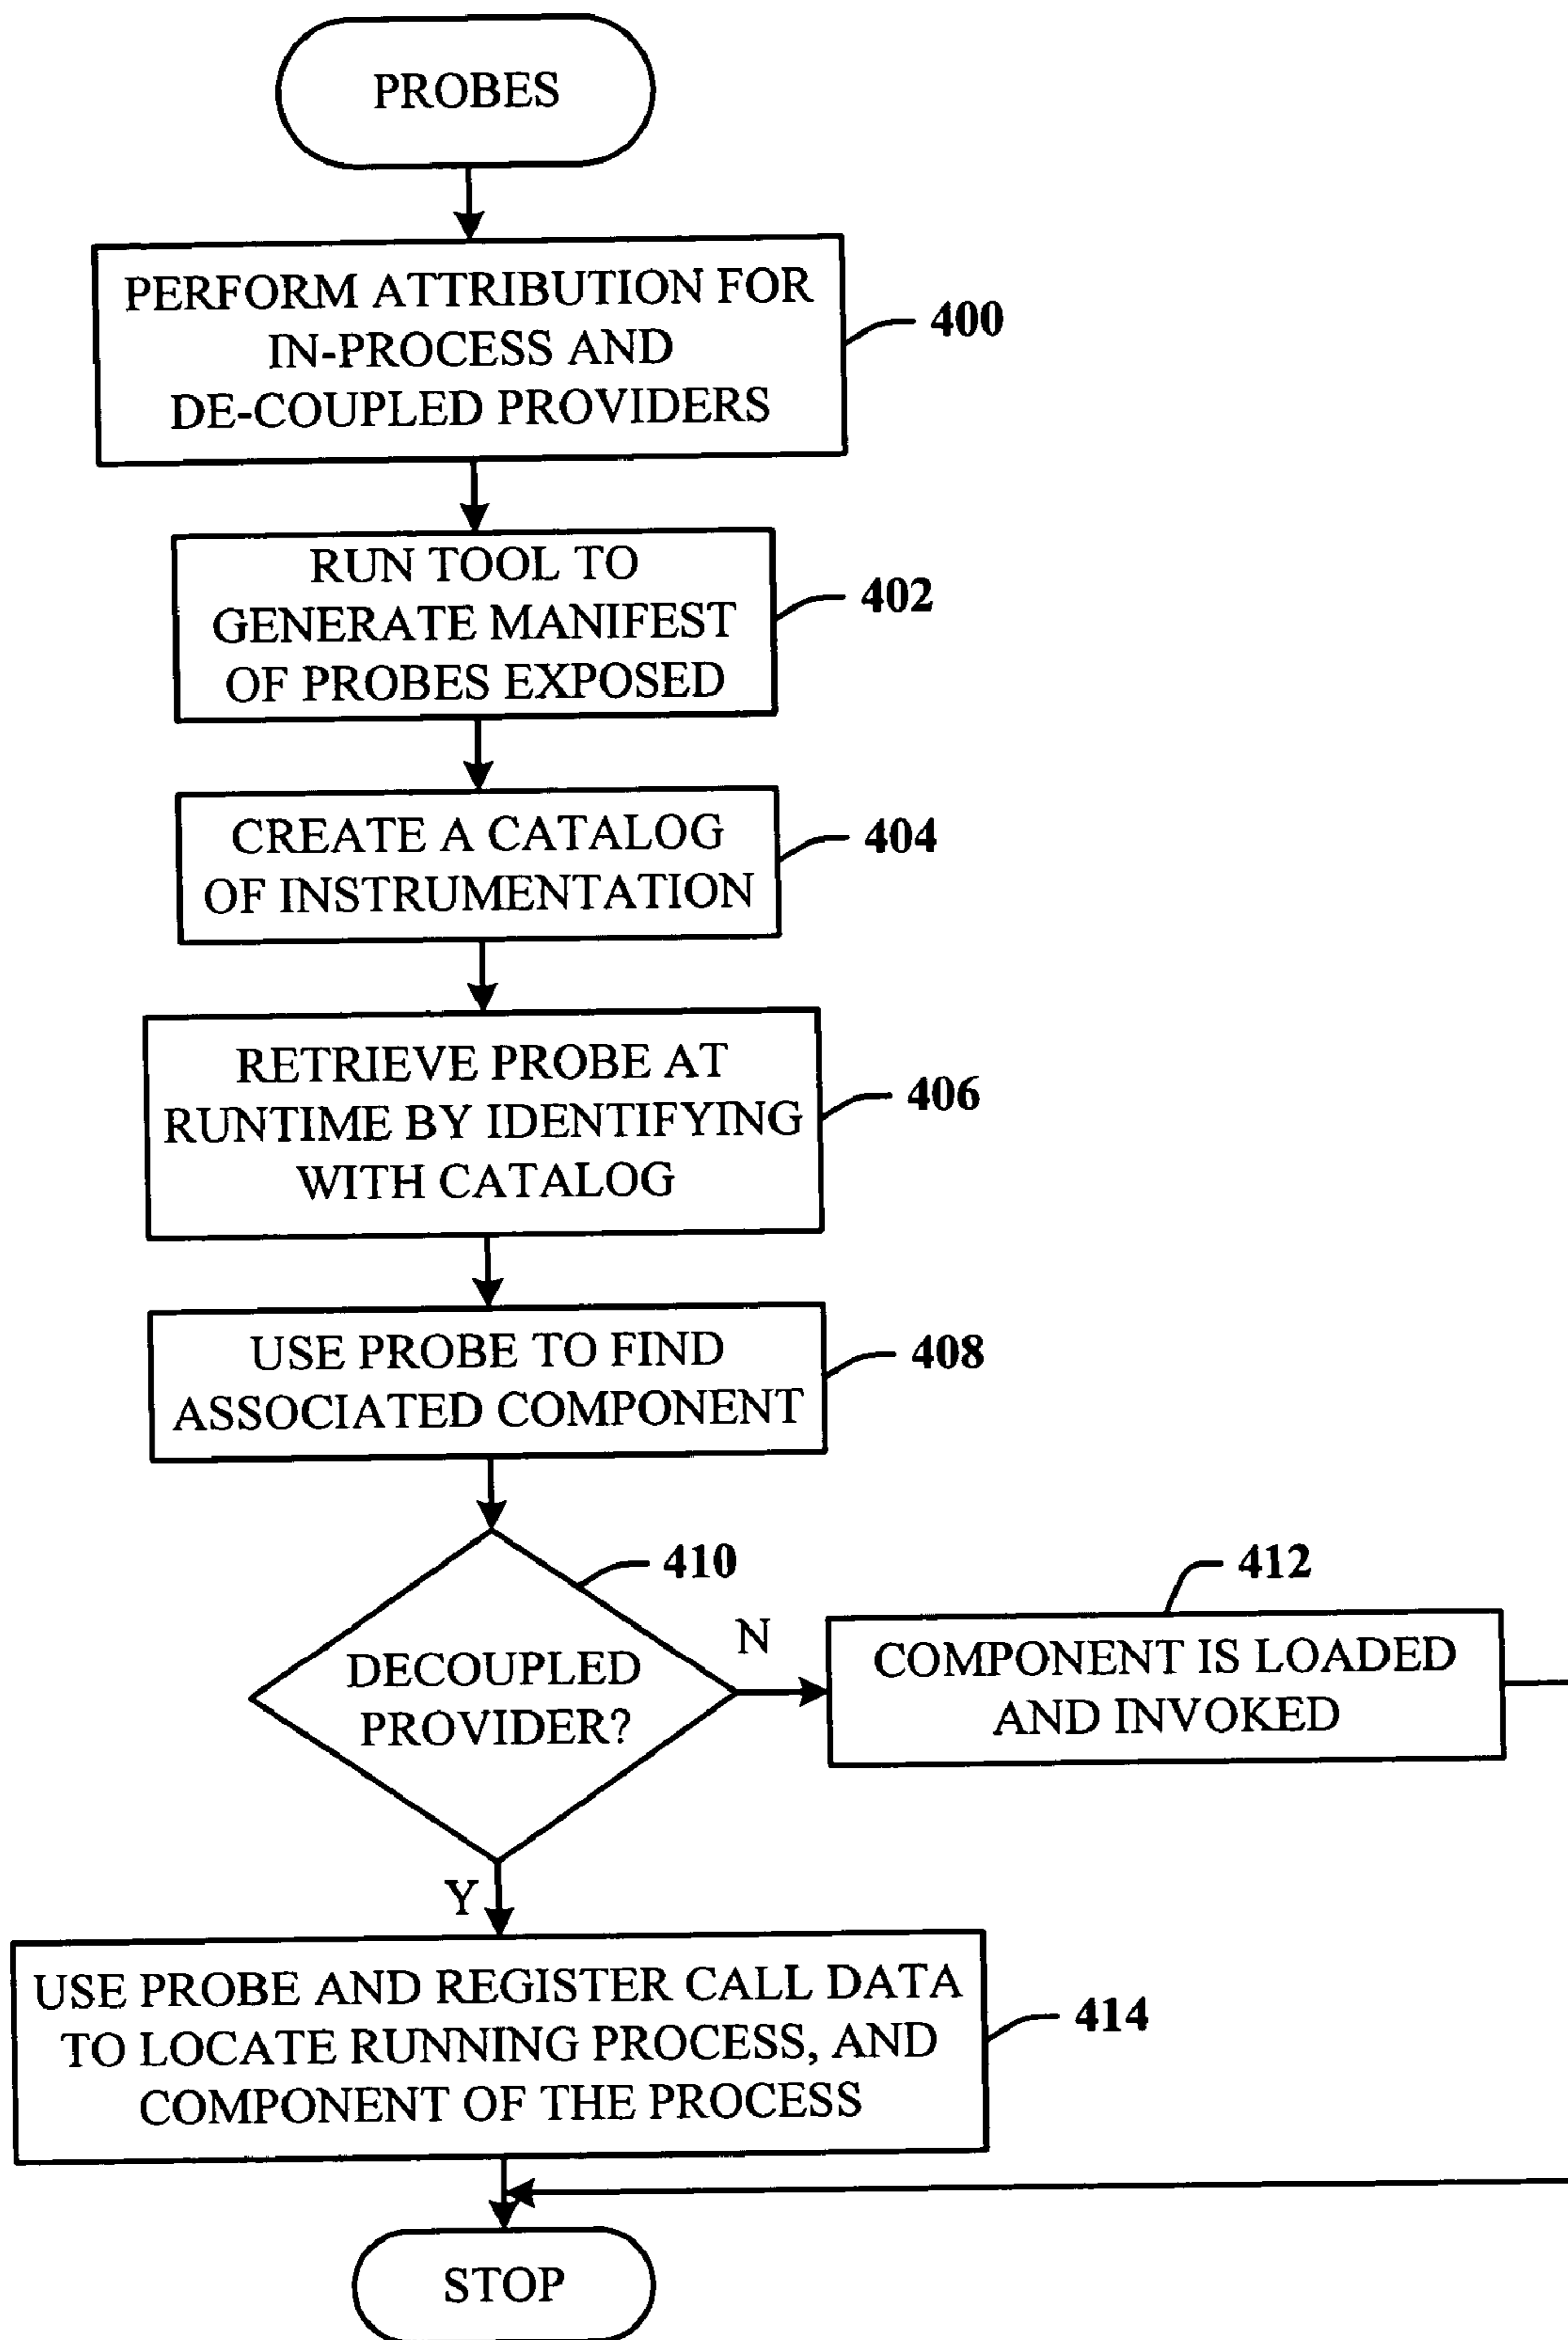 PROBES
PERFORM ATTRIBUTION FOR
IN-PROCESS AND
DE-COUPLED PROVIDERS
400
RUN TOOL TO
GENERATE MANIFEST
OF PROBES EXPOSED
402
CREATE A CATALOG
OF INSTRUMENTATION
404
RETRIEVE PROBE AT
RUNTIME BY IDENTIFYING
WITH CATALOG
406
USE PROBE TO FIND
ASSOCIATED COMPONENT
408
410
DECOUPLED
PROVIDER?
N
412
COMPONENT IS LOADED
AND INVOKED
Y
USE PROBE AND REGISTER CALL DATA
TO LOCATE RUNNING PROCESS, AND
COMPONENT OF THE PROCESS
414
STOP